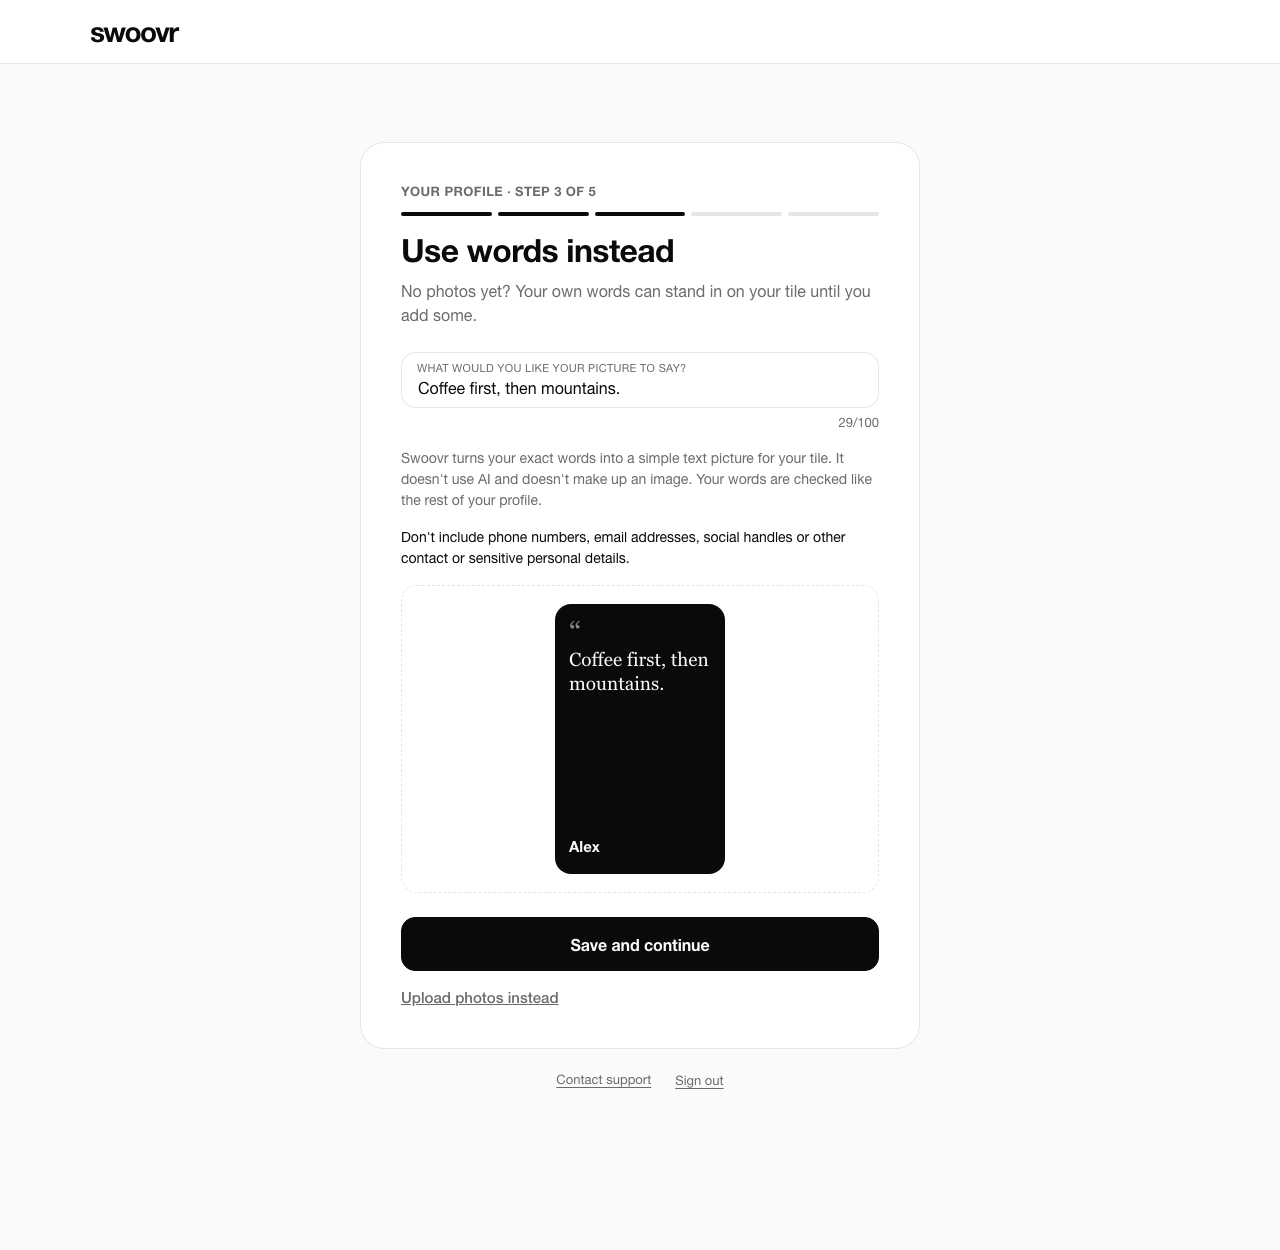 swoovr
YOUR PROFILE · STEP 3 OF 5
Use words instead
No photos yet? Your own words can stand in on your tile until you
add some.
WHAT WOULD YOU LIKE YOUR PICTURE TO SAY?
Coffee first, then mountains.
29/100
Swoovr turns your exact words into a simple text picture for your tile. It
doesn't use AI and doesn't make up an image. Your words are checked like
the rest of your profile.
Don't include phone numbers, email addresses, social handles or other
contact or sensitive personal details.
“
Coffee first, then
mountains.
Alex
Save and continue
Upload photos instead
Contact support Sign out